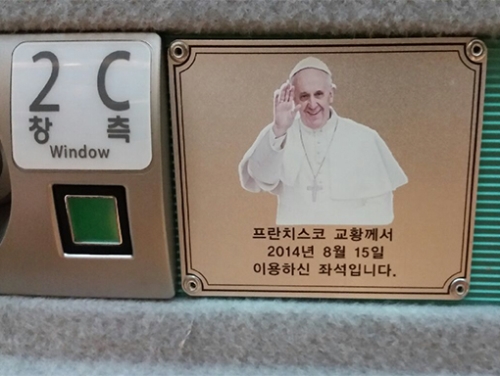 2 C
창 측
Window
프란치스코 교황께서
2014년 8월 15일
이용하신 좌석입니다.